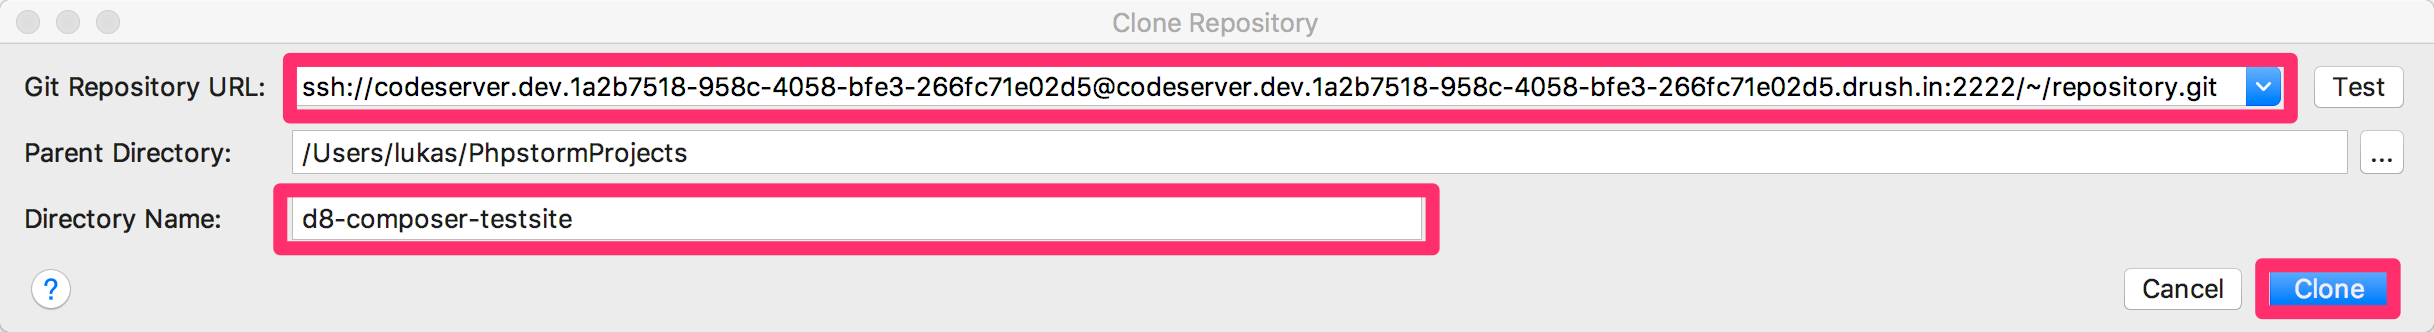 Clone Repository
Git Repository URL: ssh://codeserver.dev.1a2b7518-958c-4058-bfe3-266fc71e02d5@codeserver.dev.1a2b7518-958c-4058-bfe3-266fc71e02d5.drush.in:2222/~/repository.git Test
Parent Directory: /Users/lukas/PhpstormProjects ...
Directory Name: d8-composer-testsite
? Cancel Clone